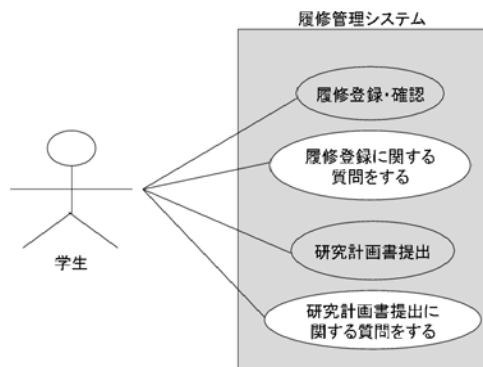 履修管理システム
履修登録・確認
履修登録に関する
質問をする
研究計画書提出
学生
研究計画書提出に
関する質問をする